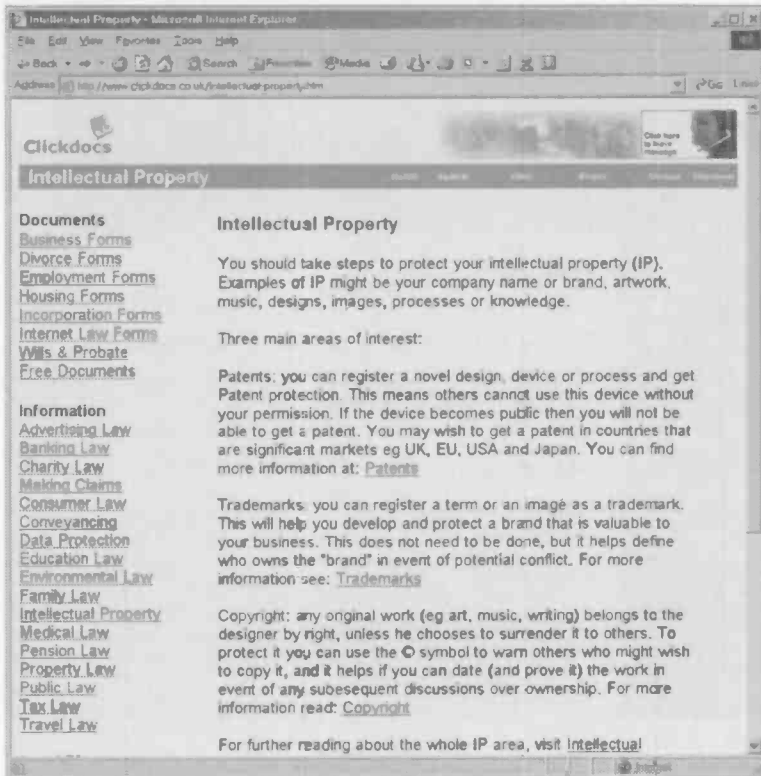 Intellectual Property - Microsoft Internet Explorer
File Edit View Favorites Tools Help
Back Search Favorites Media
Address http://www.clickdocs.co.uk/intellectual-property.htm Go Links
Clickdocs
Click here to leave message
Intellectual Property
Documents
Business Forms
Divorce Forms
Employment Forms
Housing Forms
Incorporation Forms
Internet Law Forms
Wills & Probate
Free Documents
Information
Advertising Law
Banking Law
Charity Law
Making Claims
Consumer Law
Conveyancing
Data Protection
Education Law
Environmental Law
Family Law
Intellectual Property
Medical Law
Pension Law
Property Law
Public Law
Tax Law
Travel Law
Intellectual Property
You should take steps to protect your intellectual property (IP).
Examples of IP might be your company name or brand, artwork,
music, designs, images, processes or knowledge.
Three main areas of interest:
Patents: you can register a novel design, device or process and get
Patent protection. This means others cannot use this device without
your permission. If the device becomes public then you will not be
able to get a patent. You may wish to get a patent in countries that
are significant markets eg UK, EU, USA and Japan. You can find
more information at: Patents
Trademarks: you can register a term or an image as a trademark.
This will help you develop and protect a brand that is valuable to
your business. This does not need to be done, but it helps define
who owns the "brand" in event of potential conflict. For more
information see: Trademarks
Copyright: any original work (eg art, music, writing) belongs to the
designer by right, unless he chooses to surrender it to others. To
protect it you can use the © symbol to warn others who might wish
to copy it, and it helps if you can date (and prove it) the work in
event of any subesequent discussions over ownership. For more
information read: Copyright
For further reading about the whole IP area, visit Intellectual
Internet